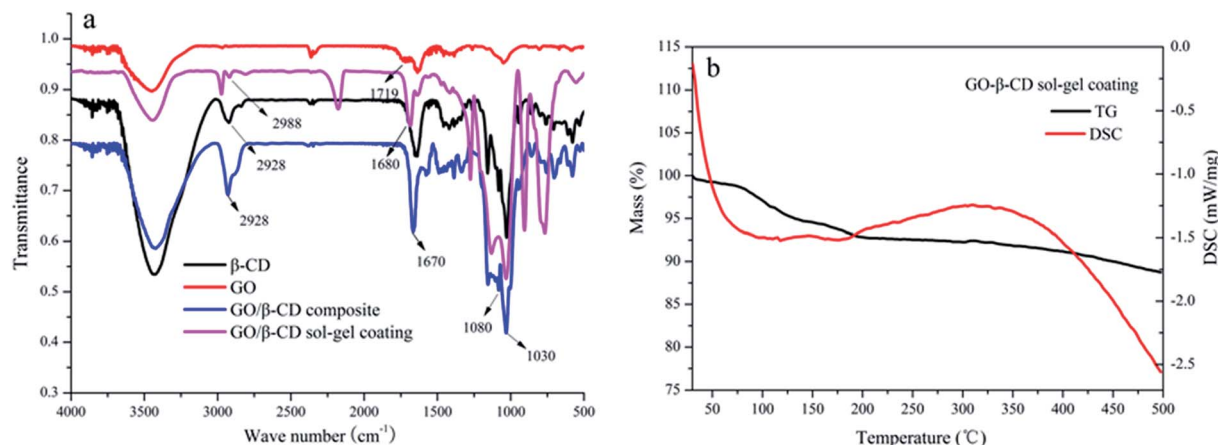 a
1.0
0.9
0.8
0.7
0.6
0.5
0.4
0.3
Transmittance
1719
2988
2928
1680
2928
1670
1080
1030
β-CD
GO
GO/β-CD composite
GO/β-CD sol-gel coating
4000 3500 3000 2500 2000 1500 1000 500
Wave number (cm⁻¹)
b
115
110
105
100
95
90
85
80
75
Mass (%)
GO-β-CD sol-gel coating
TG
DSC
0.0
-0.5
-1.0
-1.5
-2.0
-2.5
DSC (mW/mg)
50 100 150 200 250 300 350 400 450 500
Temperature (℃)